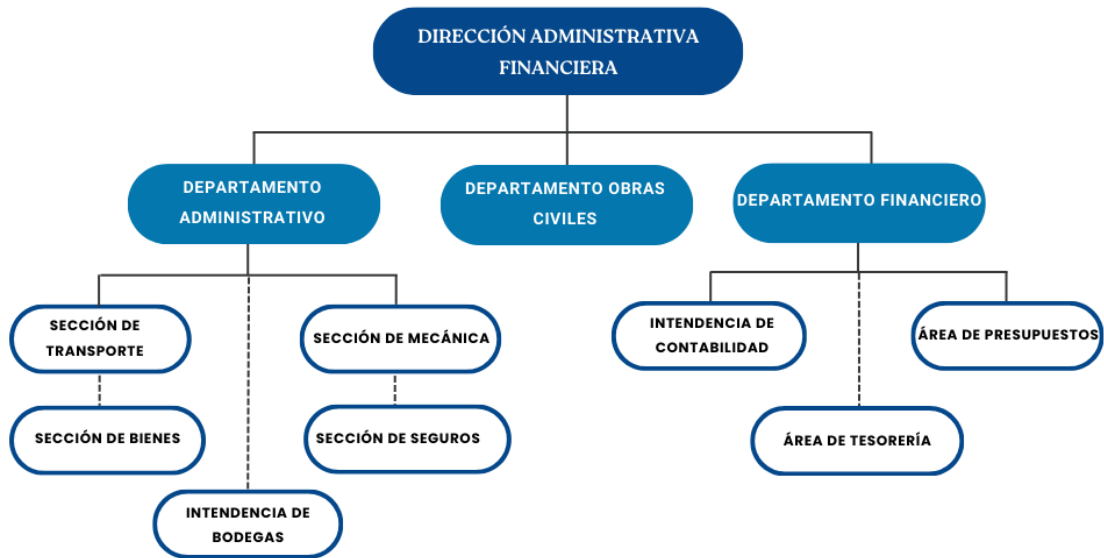 DIRECCIÓN ADMINISTRATIVA
FINANCIERA
DEPARTAMENTO
ADMINISTRATIVO
DEPARTAMENTO OBRAS
CIVILES
DEPARTAMENTO FINANCIERO
SECCIÓN DE
TRANSPORTE
SECCIÓN DE MECÁNICA
INTENDENCIA DE
CONTABILIDAD
ÁREA DE PRESUPUESTOS
SECCIÓN DE BIENES
SECCIÓN DE SEGUROS
ÁREA DE TESORERÍA
INTENDENCIA DE
BODEGAS